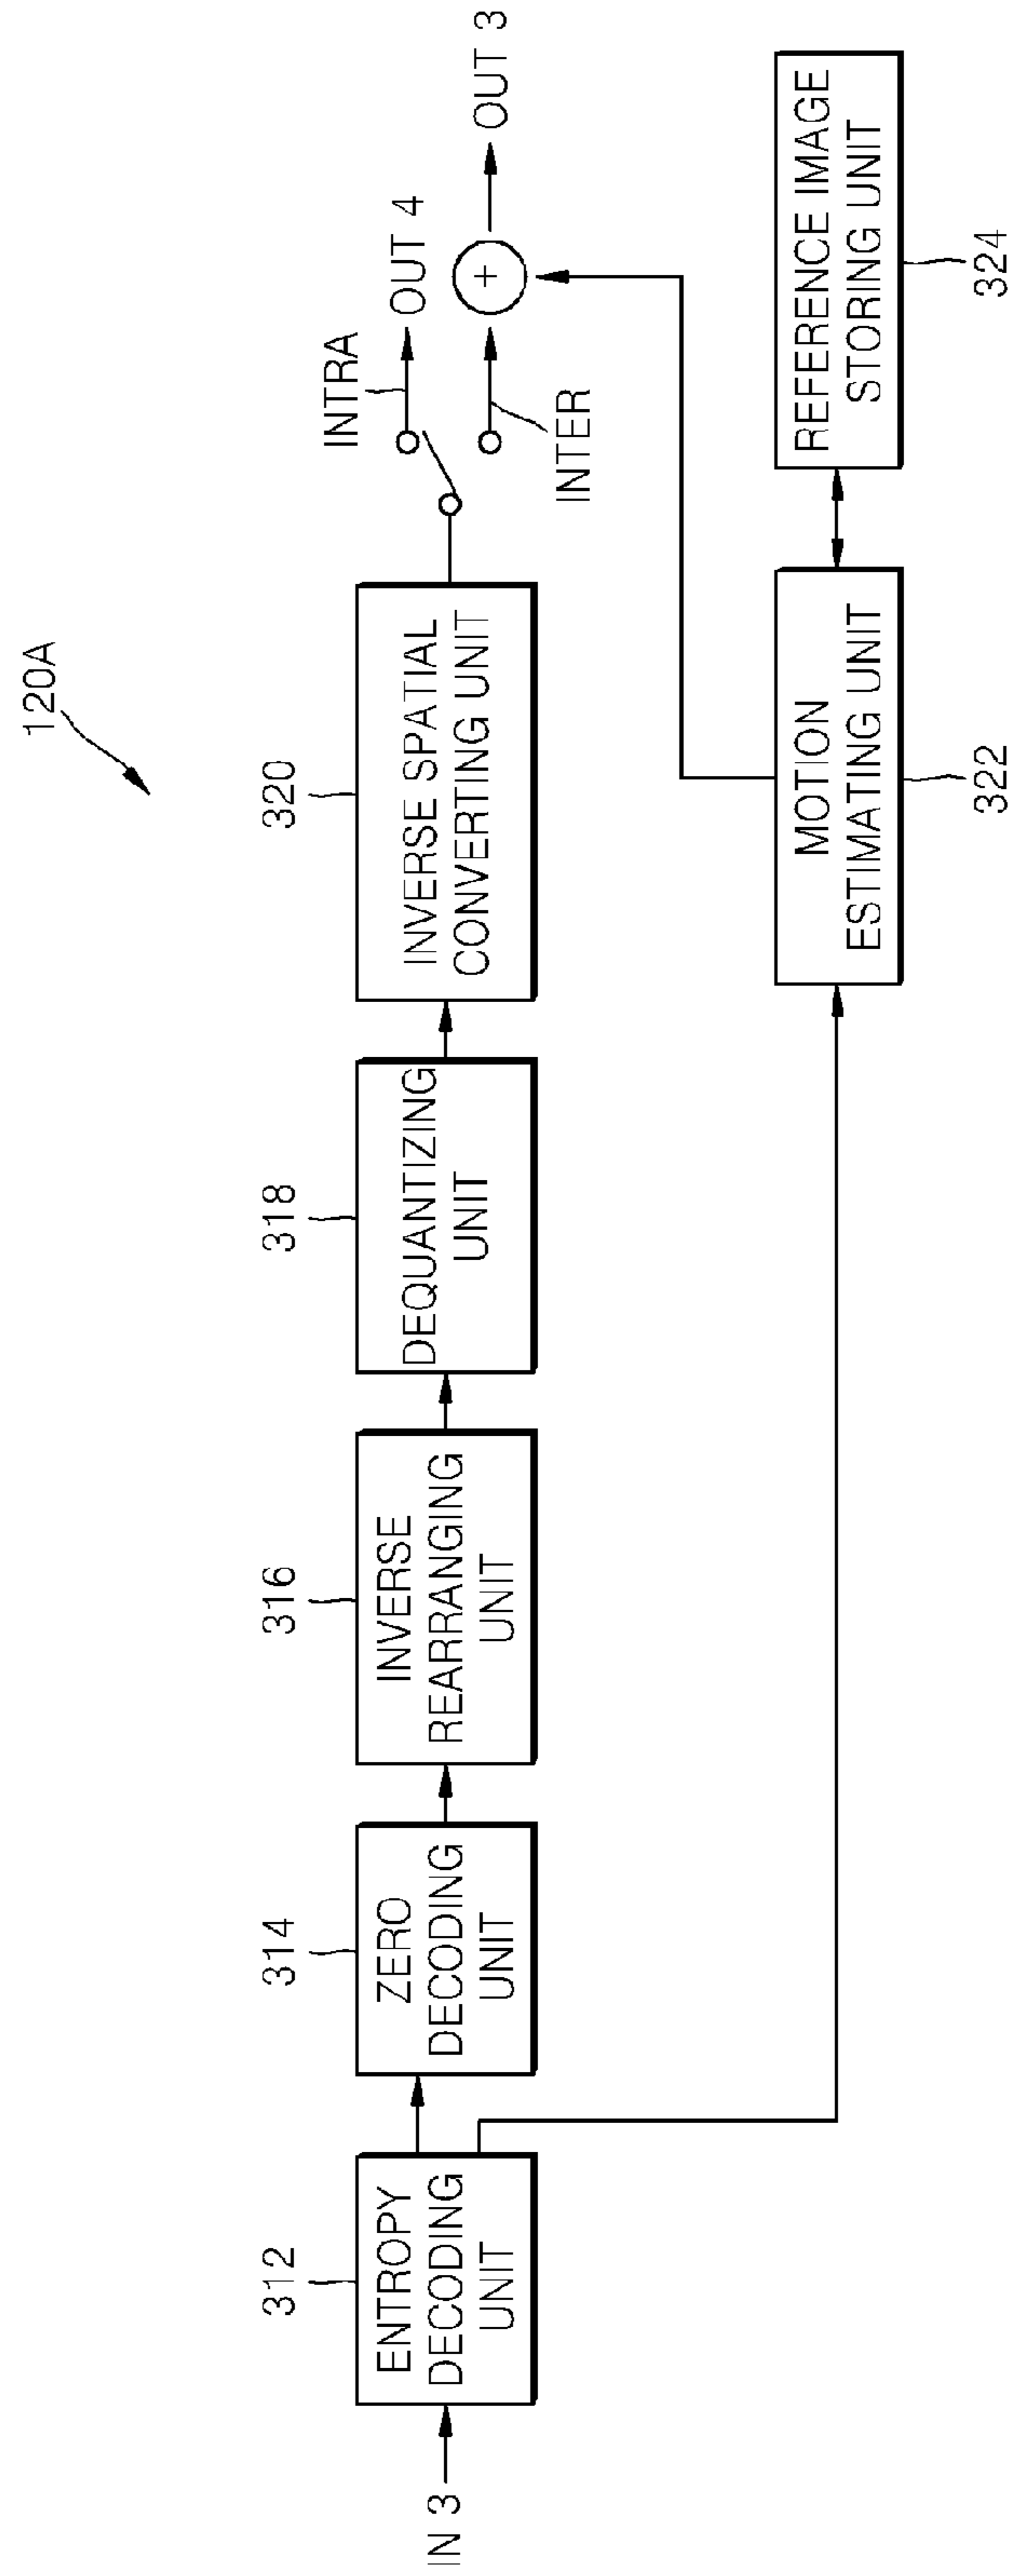 120A
IN 3
312
ENTROPY
DECODING
UNIT
314
ZERO
DECODING
UNIT
316
INVERSE
REARRANGING
UNIT
318
DEQUANTIZING
UNIT
320
INVERSE SPATIAL
CONVERTING UNIT
INTRA
OUT 4
INTER
+
OUT 3
MOTION
ESTIMATING UNIT
322
REFERENCE IMAGE
STORING UNIT
324